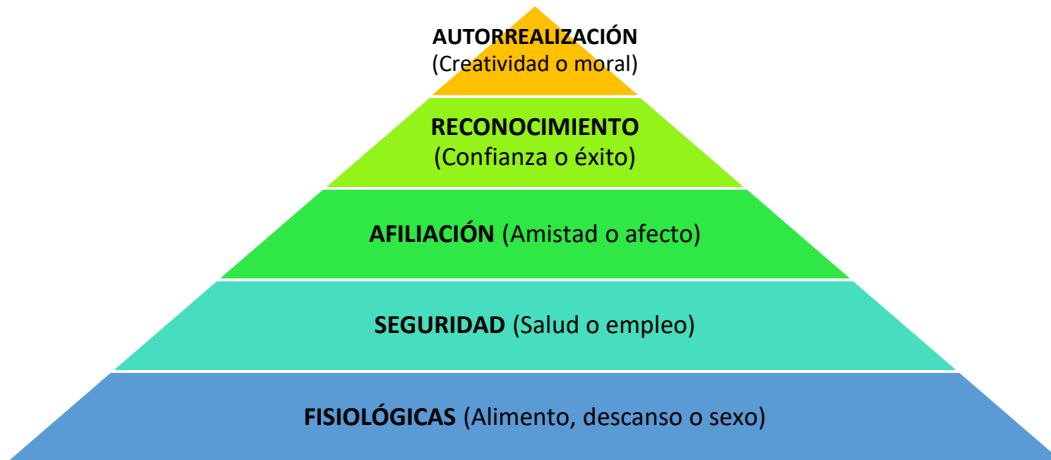 AUTORREALIZACIÓN
(Creatividad o moral)
RECONOCIMIENTO
(Confianza o éxito)
AFILIACIÓN (Amistad o afecto)
SEGURIDAD (Salud o empleo)
FISIOLÓGICAS (Alimento, descanso o sexo)